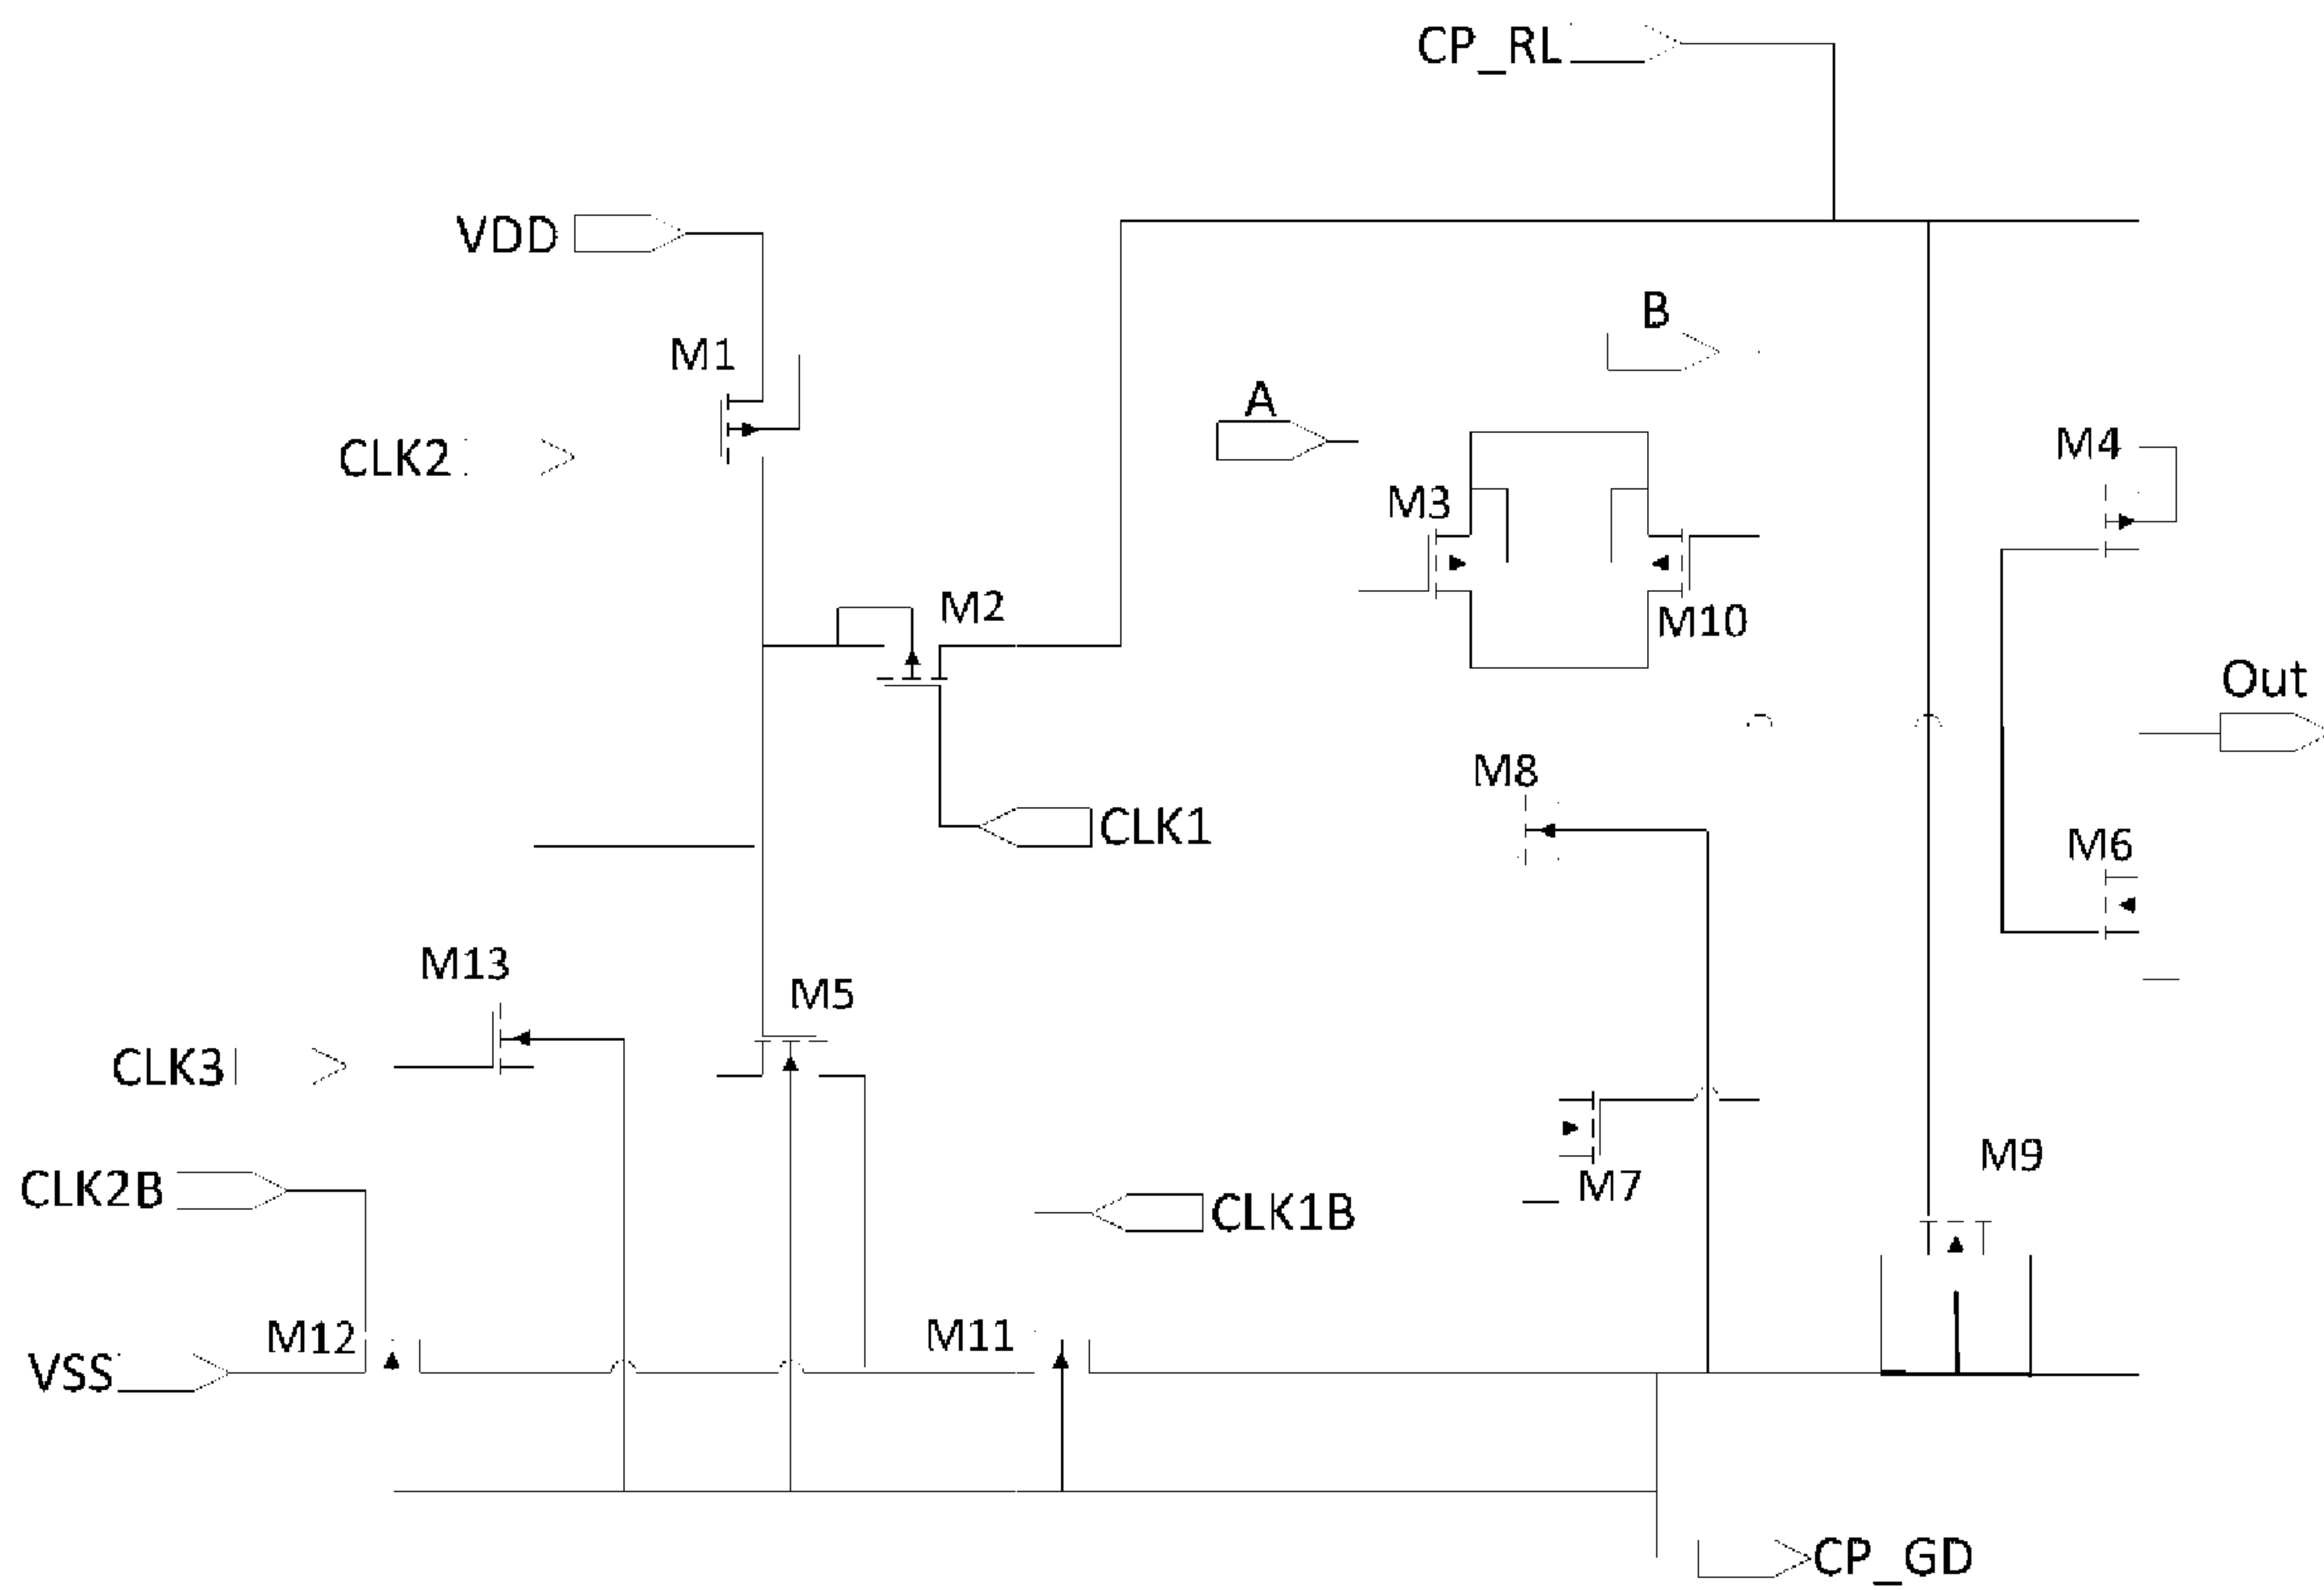 CP_RL
VDD
B
M1
A
M4
CLK2
M3
M2
M10
Out
M8
CLK1
M6
M13
M5
CLK3
M9
CLK2B
M7
CLK1B
M12
M11
VSS
CP_GD